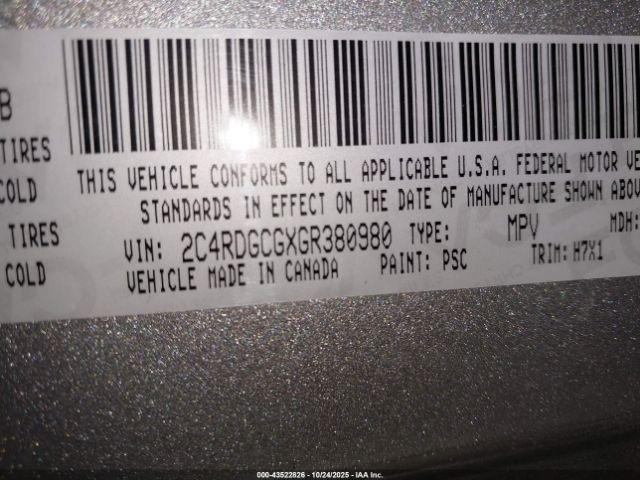 B
TIRES
COLD
THIS VEHICLE CONFORMS TO ALL APPLICABLE U.S.A. FEDERAL MOTOR VE
STANDARDS IN EFFECT ON THE DATE OF MANUFACTURE SHOWN ABO
TIRES
COLD
VIN: 2C4RDGCGXGR380980 TYPE: MPV MDH:
VEHICLE MADE IN CANADA PAINT: PSC TRIM: H7X1
000-43522826 - 10/24/2025 - IAA Inc.